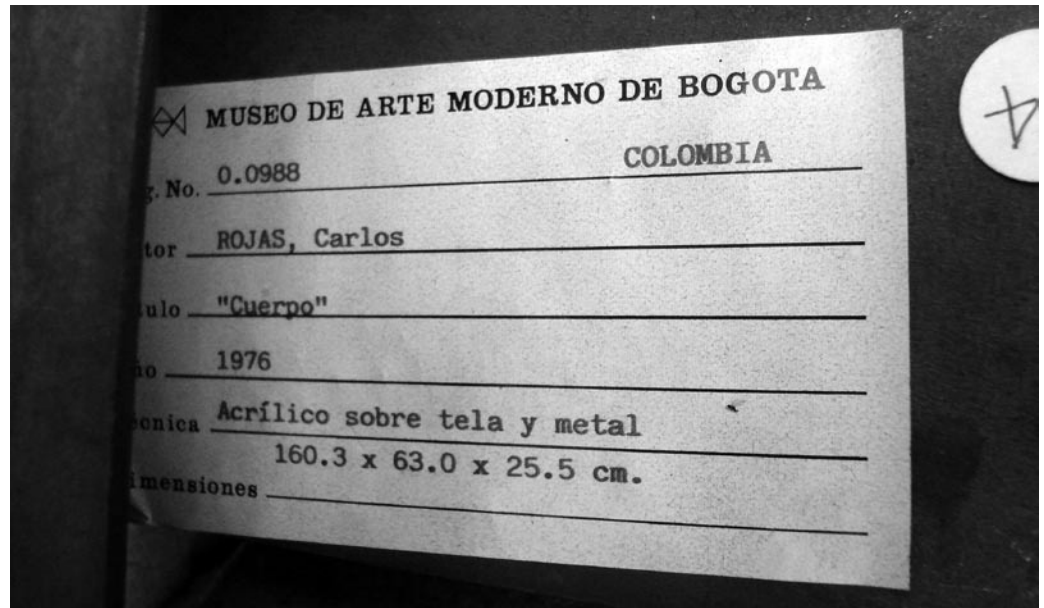 MUSEO DE ARTE MODERNO DE BOGOTA
g. No. 0.0988 COLOMBIA
tor ROJAS, Carlos
ulo "Cuerpo"
ño 1976
cnica Acrílico sobre tela y metal
160.3 x 63.0 x 25.5 cm.
imensiones